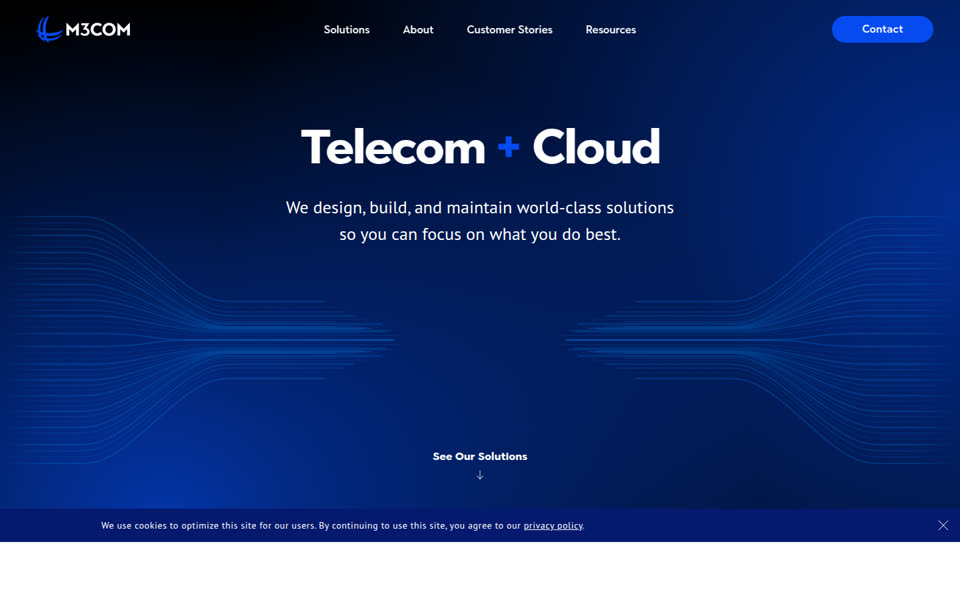 M3COM
Solutions
About
Customer Stories
Resources
Contact
Telecom + Cloud
We design, build, and maintain world-class solutions
so you can focus on what you do best.
See Our Solutions
We use cookies to optimize this site for our users. By continuing to use this site, you agree to our privacy policy.